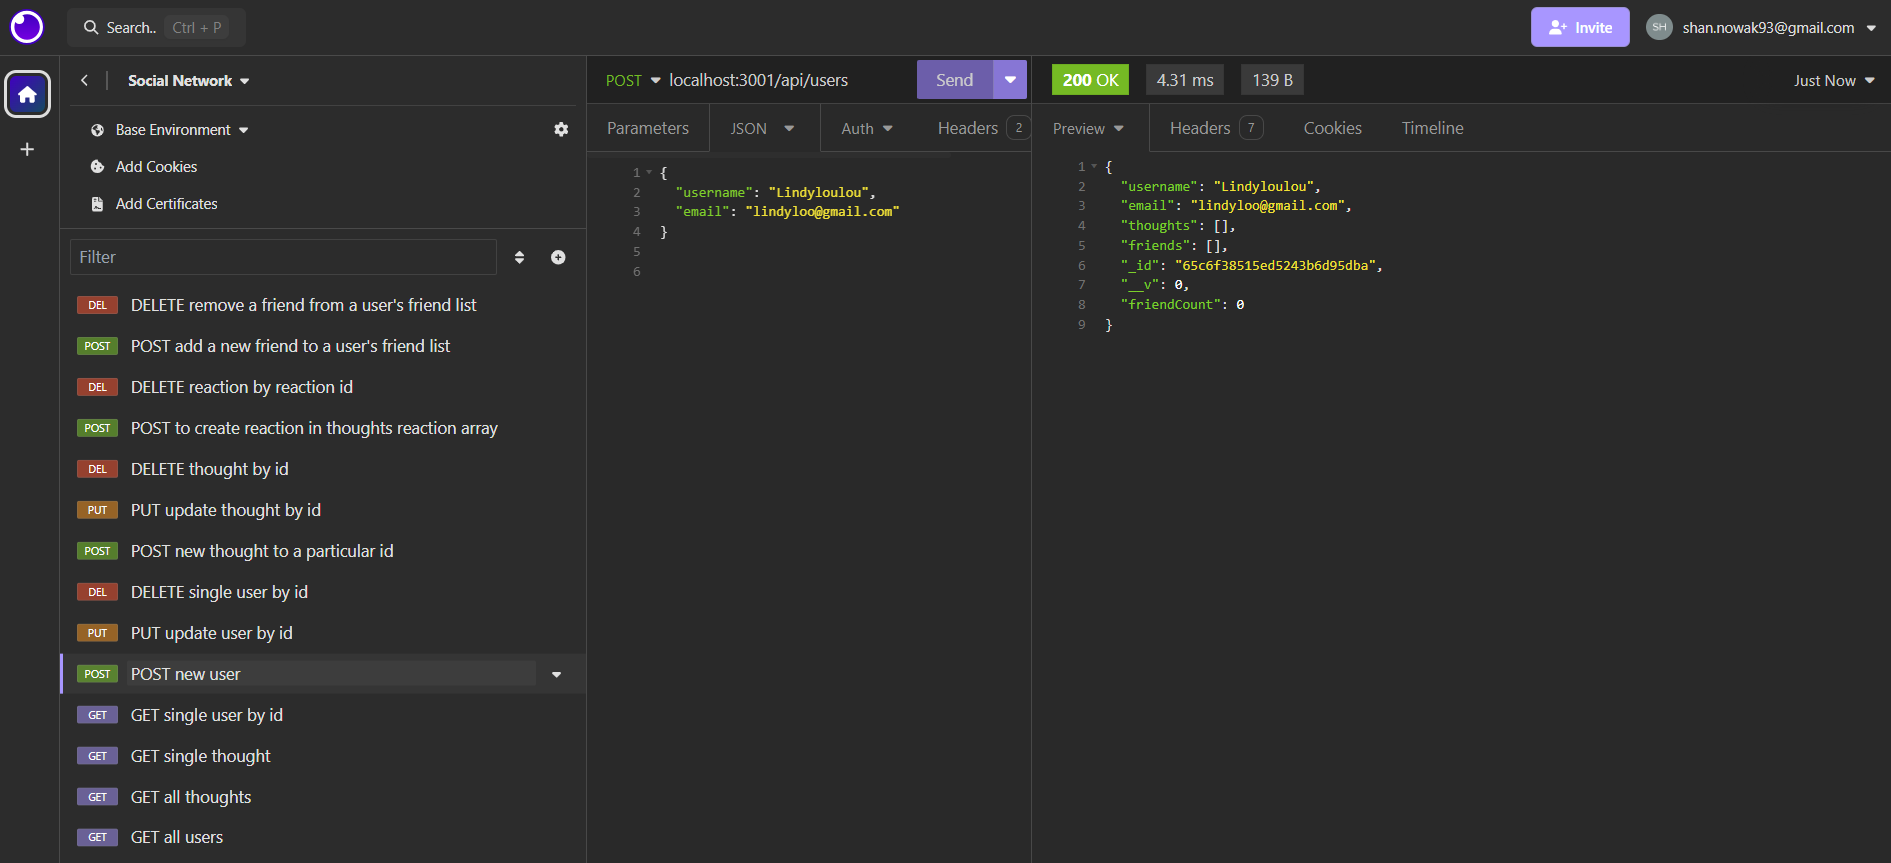 Search.. Ctrl + P
Invite
SH shan.nowak93@gmail.com
Social Network
Base Environment
Add Cookies
Add Certificates
Filter
DEL DELETE remove a friend from a user's friend list
POST POST add a new friend to a user's friend list
DEL DELETE reaction by reaction id
POST POST to create reaction in thoughts reaction array
DEL DELETE thought by id
PUT PUT update thought by id
POST POST new thought to a particular id
DEL DELETE single user by id
PUT PUT update user by id
POST POST new user
GET GET single user by id
GET GET single thought
GET GET all thoughts
GET GET all users
POST localhost:3001/api/users Send
Parameters JSON Auth Headers 2
1 {
2 "username": "Lindyloulou",
3 "email": "lindyloo@gmail.com"
4 }
5
6
200 OK 4.31 ms 139 B Just Now
Preview Headers 7 Cookies Timeline
1 {
2 "username": "Lindyloulou",
3 "email": "lindyloo@gmail.com",
4 "thoughts": [],
5 "friends": [],
6 "_id": "65c6f38515ed5243b6d95dba",
7 "__v": 0,
8 "friendCount": 0
9 }